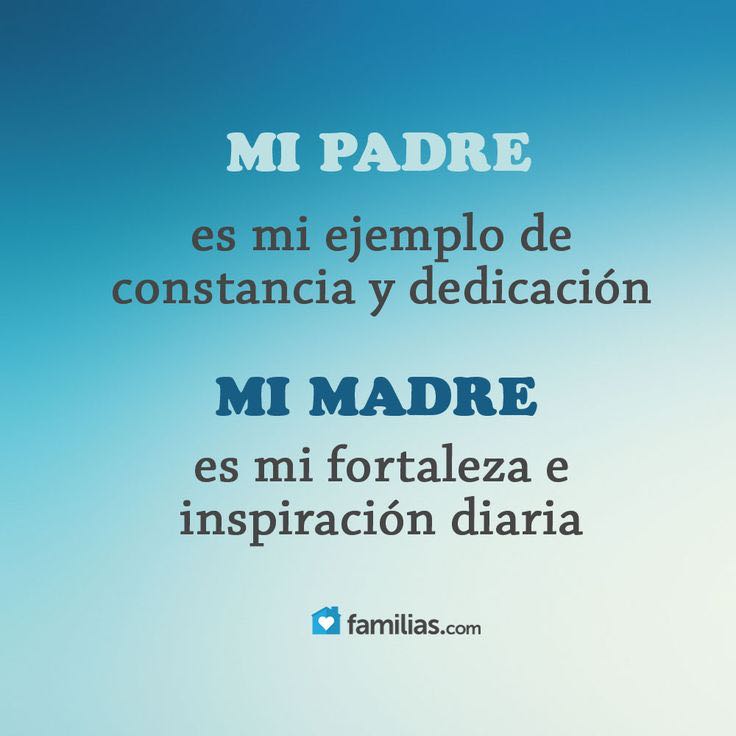 MI PADRE
es mi ejemplo de
constancia y dedicación
MI MADRE
es mi fortaleza e
inspiración diaria
familias.com